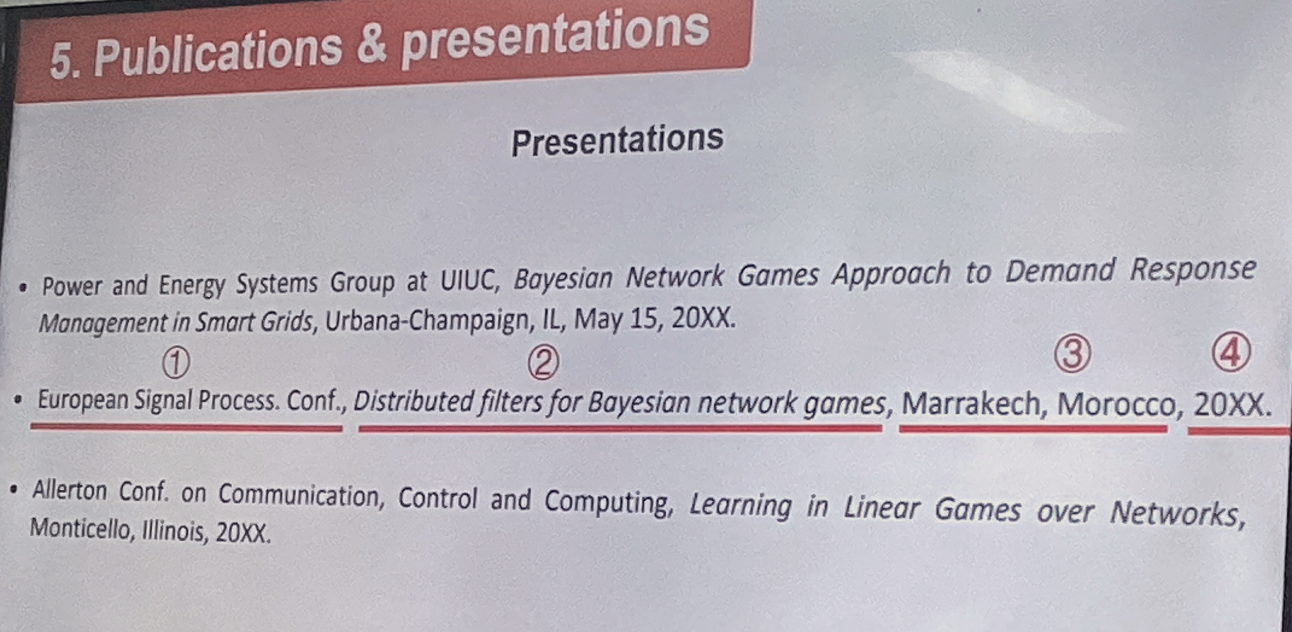 5. Publications & presentations
Presentations
• Power and Energy Systems Group at UIUC, Bayesian Network Games Approach to Demand Response
Management in Smart Grids, Urbana-Champaign, IL, May 15, 20XX.
① ② ③ ④
• European Signal Process. Conf., Distributed filters for Bayesian network games, Marrakech, Morocco, 20XX.
• Allerton Conf. on Communication, Control and Computing, Learning in Linear Games over Networks,
Monticello, Illinois, 20XX.